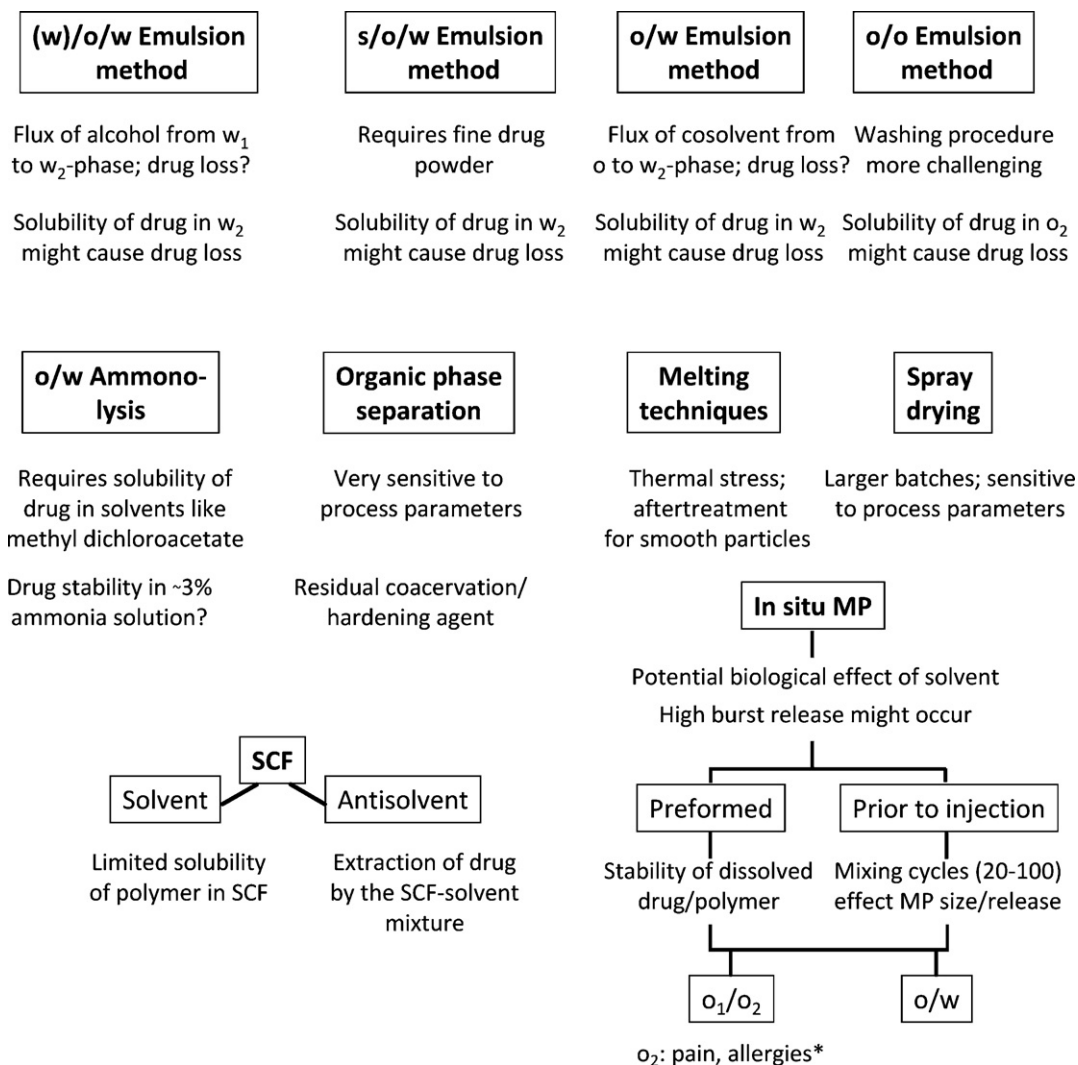 (w)/o/w Emulsion
method
Flux of alcohol from w₁
to w₂-phase; drug loss?
Solubility of drug in w₂
might cause drug loss
s/o/w Emulsion
method
Requires fine drug
powder
Solubility of drug in w₂
might cause drug loss
o/w Emulsion
method
Flux of cosolvent from
o to w₂-phase; drug loss?
Solubility of drug in w₂
might cause drug loss
o/o Emulsion
method
Washing procedure
more challenging
Solubility of drug in o₂
might cause drug loss
o/w Ammono-
lysis
Requires solubility of
drug in solvents like
methyl dichloroacetate
Drug stability in ~3%
ammonia solution?
Organic phase
separation
Very sensitive to
process parameters
Residual coacervation/
hardening agent
Melting
techniques
Thermal stress;
aftertreatment
for smooth particles
Spray
drying
Larger batches; sensitive
to process parameters
SCF
Solvent
Limited solubility
of polymer in SCF
Antisolvent
Extraction of drug
by the SCF-solvent
mixture
In situ MP
Potential biological effect of solvent
High burst release might occur
Preformed
Stability of dissolved
drug/polymer
Prior to injection
Mixing cycles (20-100)
effect MP size/release
o₁/o₂
o/w
o₂: pain, allergies*